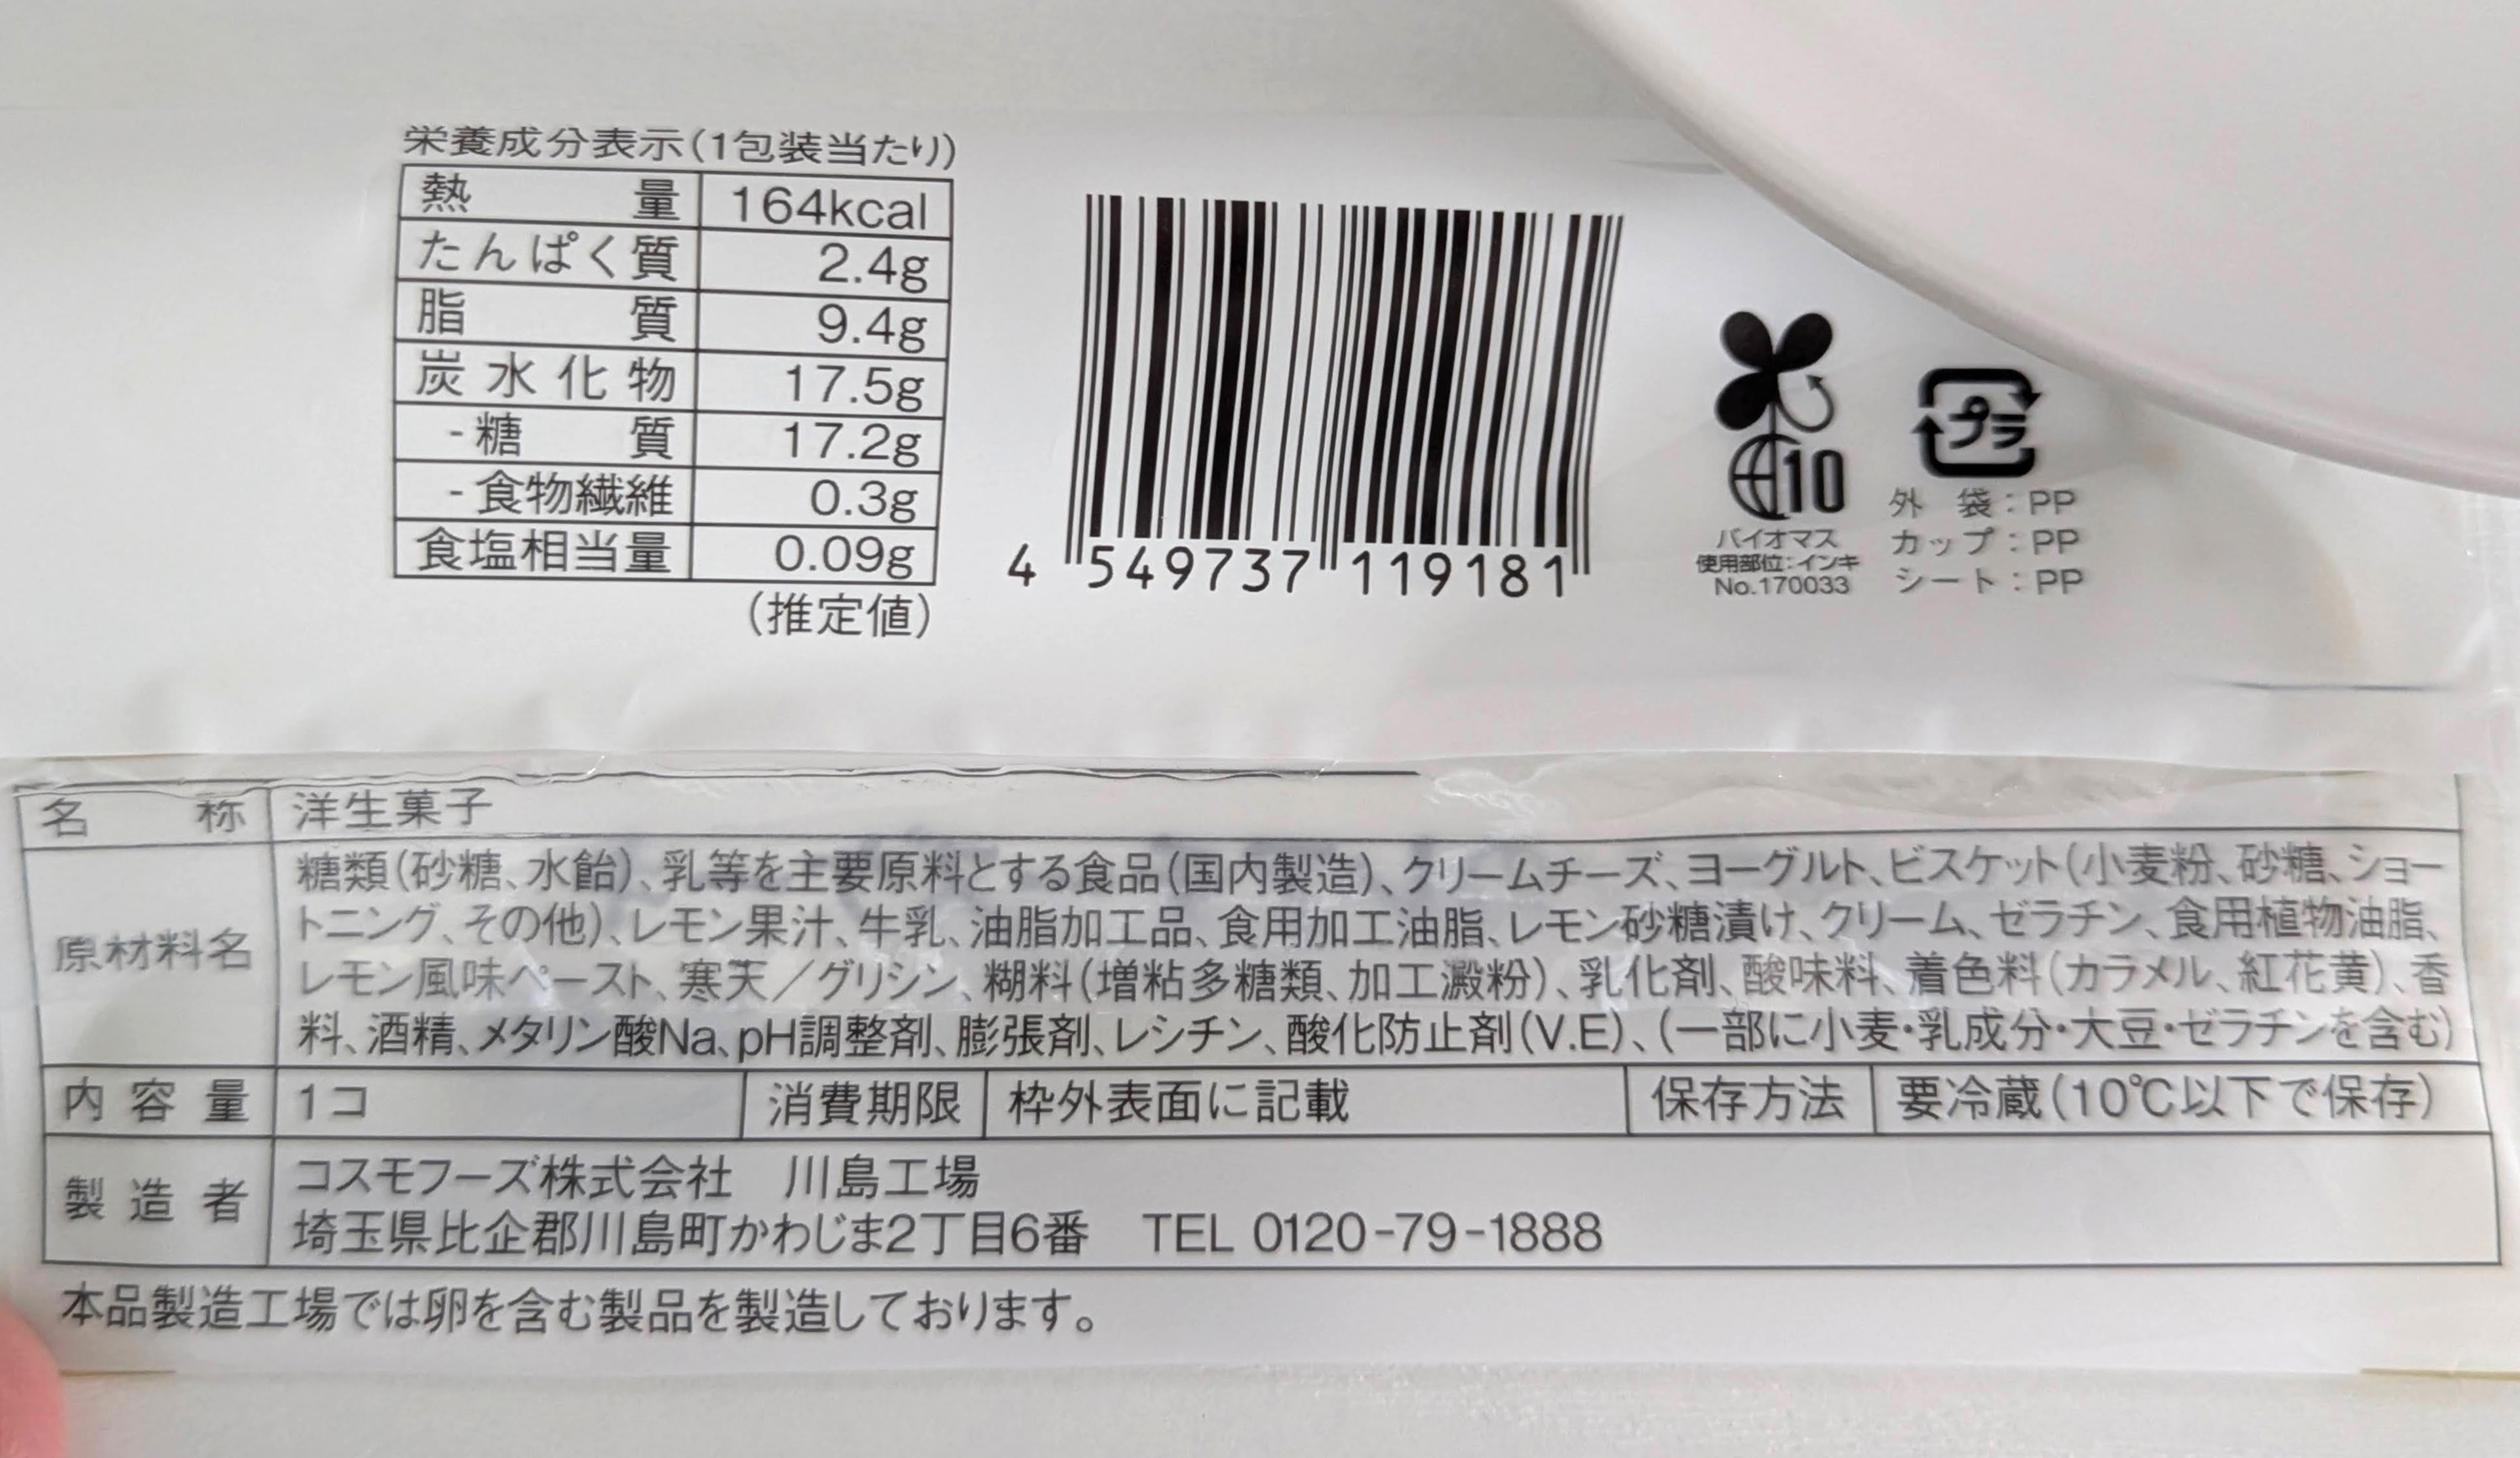 栄養成分表示(1包装当たり)
熱量 164kcal
たんぱく質 2.4g
脂質 9.4g
炭水化物 17.5g
-糖質 17.2g
-食物繊維 0.3g
食塩相当量 0.09g
(推定値)
4 549737 119181
10
バイオマス
使用部位:インキ
No.170033
プラ
外袋:PP
カップ:PP
シート:PP
名称 洋生菓子
原材料名 糖類(砂糖、水飴)、乳等を主要原料とする食品(国内製造)、クリームチーズ、ヨーグルト、ビスケット(小麦粉、砂糖、ショー
トニング、その他)、レモン果汁、牛乳、油脂加工品、食用加工油脂、レモン砂糖漬け、クリーム、ゼラチン、食用植物油脂、
レモン風味ペースト、寒天／グリシン、糊料(増粘多糖類、加工澱粉)、乳化剤、酸味料、着色料(カラメル、紅花黄)、香
料、酒精、メタリン酸Na、pH調整剤、膨張剤、レシチン、酸化防止剤(V.E)、(一部に小麦・乳成分・大豆・ゼラチンを含む)
内容量 1コ 消費期限 枠外表面に記載 保存方法 要冷蔵(10℃以下で保存)
製造者 コスモフーズ株式会社 川島工場
埼玉県比企郡川島町かわじま2丁目6番 TEL 0120-79-1888
本品製造工場では卵を含む製品を製造しております。